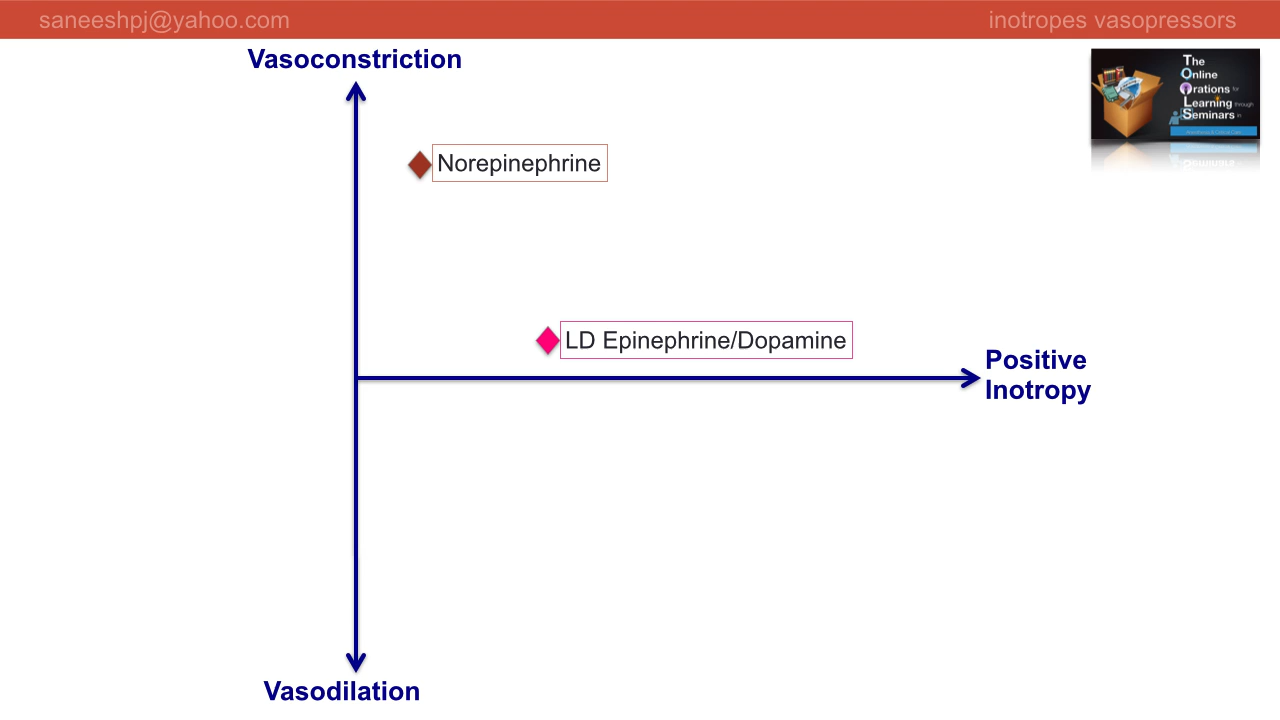 saneeshpj@yahoo.com
inotropes vasopressors
Vasoconstriction
The
Online
Orations for
Learning through
Seminars in
Norepinephrine
LD Epinephrine/Dopamine
Positive
Inotropy
Vasodilation